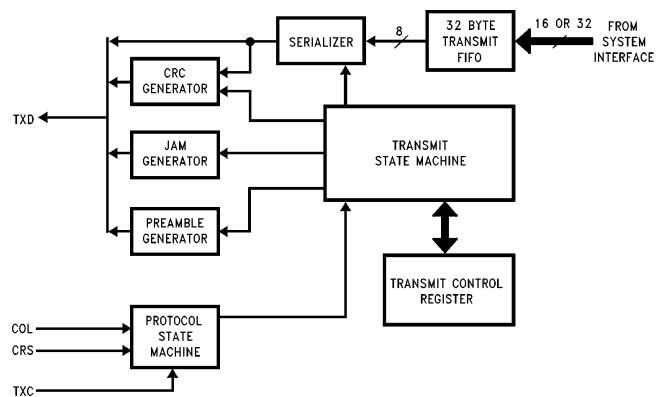 SERIALIZER
8
32 BYTE
TRANSMIT
FIFO
16 OR 32
FROM
SYSTEM
INTERFACE
CRC
GENERATOR
TXD
JAM
GENERATOR
TRANSMIT
STATE MACHINE
PREAMBLE
GENERATOR
TRANSMIT CONTROL
REGISTER
PROTOCOL
STATE
MACHINE
COL
CRS
TXC